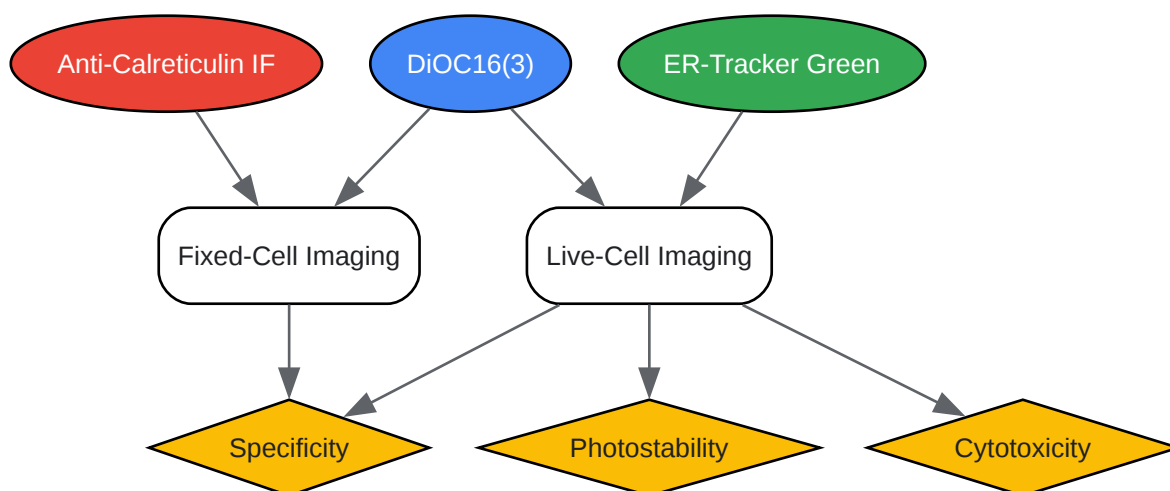 Anti-Calreticulin IF
DiOC16(3)
ER-Tracker Green
Fixed-Cell Imaging
Live-Cell Imaging
Specificity
Photostability
Cytotoxicity